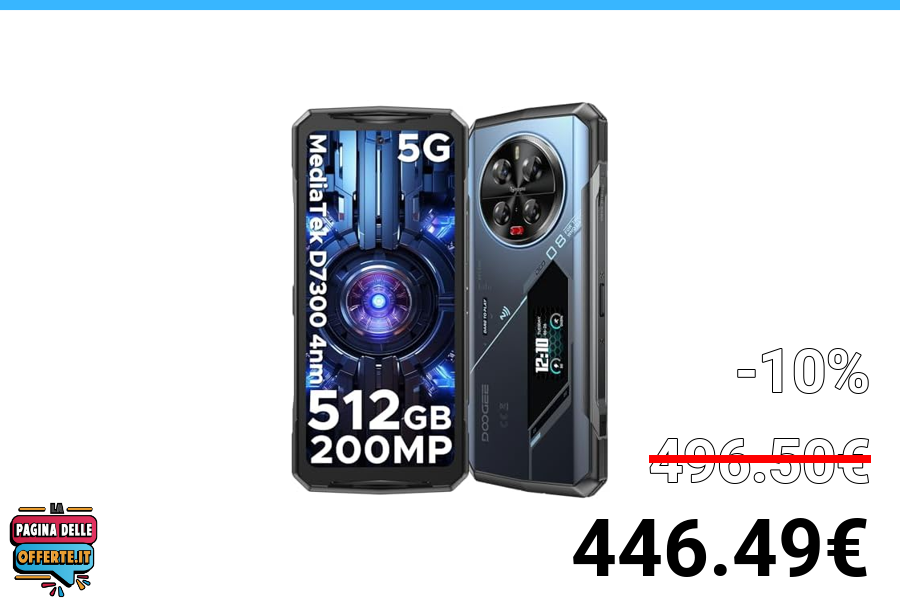 5G
MediaTek D7300 4nm
512GB
200MP
DOOGEE
12:10
-10%
496.50€
446.49€
LA
PAGINA DELLE
OFFERTE.IT